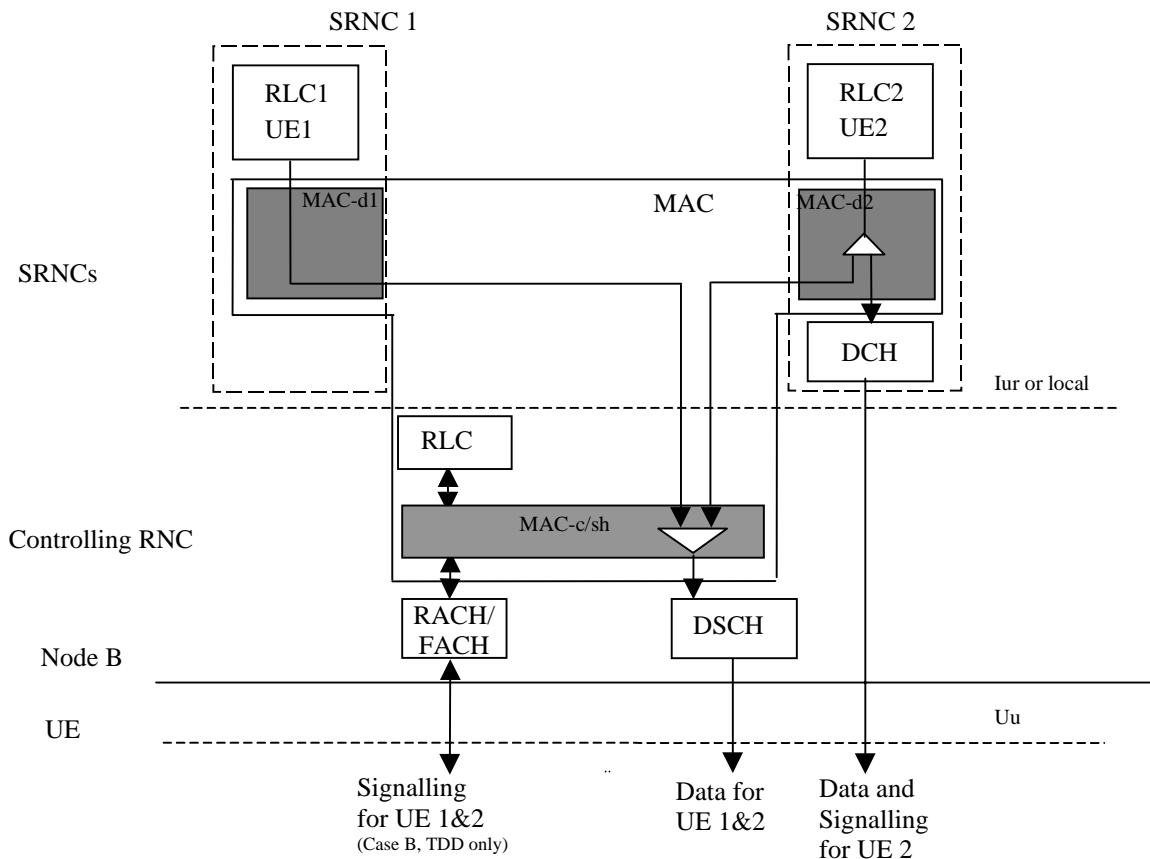 SRNC 1
SRNC 2
RLC1
UE1
RLC2
UE2
MAC-d1
MAC
MAC-d2
SRNCs
DCH
Iur or local
RLC
MAC-c/sh
Controlling RNC
RACH/
FACH
DSCH
Node B
UE
Uu
..
Signalling
for UE 1&2
(Case B, TDD only)
Data for
UE 1&2
Data and
Signalling
for UE 2